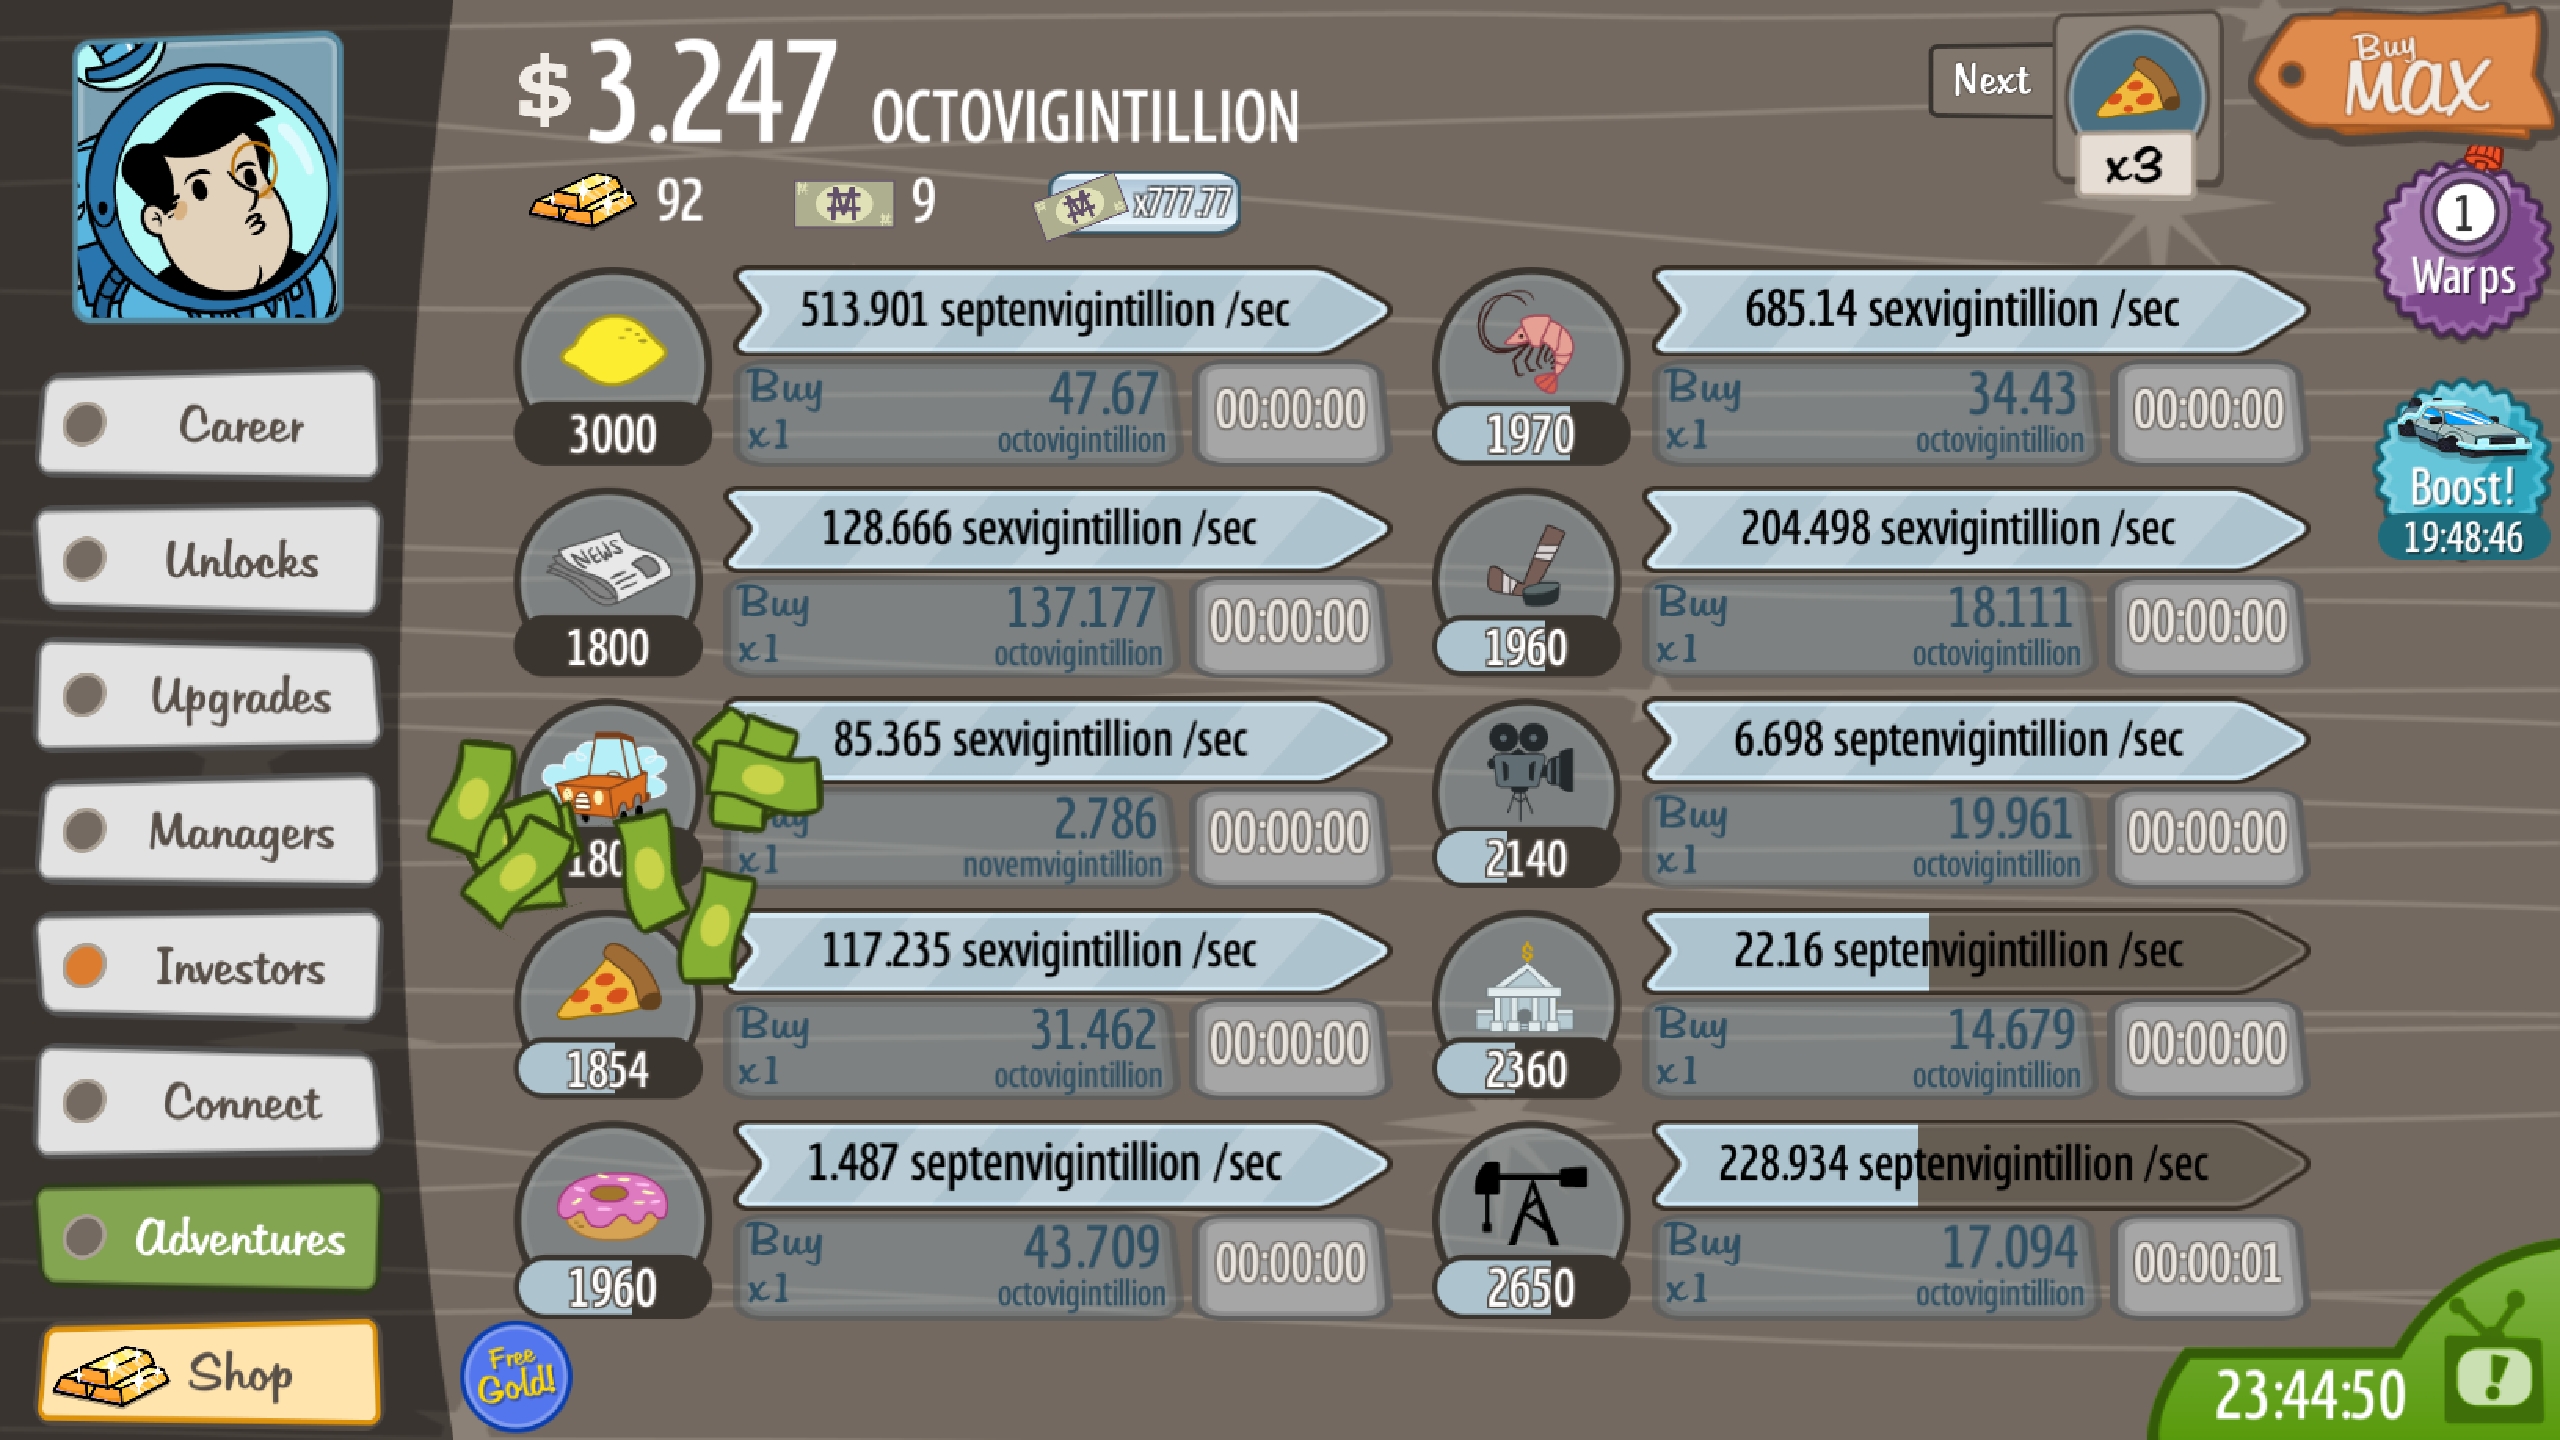 $3.247 OCTOVIGINTILLION
92
9
x777.77
Next
x3
Buy
MAX
1
Warps
Boost!
19:48:46
Career
Unlocks
Upgrades
Managers
Investors
Connect
Adventures
Shop
513.901 septenvigintillion /sec
3000
Buy
x1
47.67
octovigintillion
00:00:00
685.14 sexvigintillion /sec
1970
Buy
x1
34.43
octovigintillion
00:00:00
128.666 sexvigintillion /sec
NEWS
1800
Buy
x1
137.177
octovigintillion
00:00:00
204.498 sexvigintillion /sec
1960
Buy
x1
18.111
octovigintillion
00:00:00
85.365 sexvigintillion /sec
x1
2.786
novemvigintillion
00:00:00
6.698 septenvigintillion /sec
2140
Buy
x1
19.961
octovigintillion
00:00:00
117.235 sexvigintillion /sec
1854
Buy
x1
31.462
octovigintillion
00:00:00
22.16 septenvigintillion /sec
2360
Buy
x1
14.679
octovigintillion
00:00:00
1.487 septenvigintillion /sec
1960
Buy
x1
43.709
octovigintillion
00:00:00
228.934 septenvigintillion /sec
2650
Buy
x1
17.094
octovigintillion
00:00:01
Free
Gold!
23:44:50